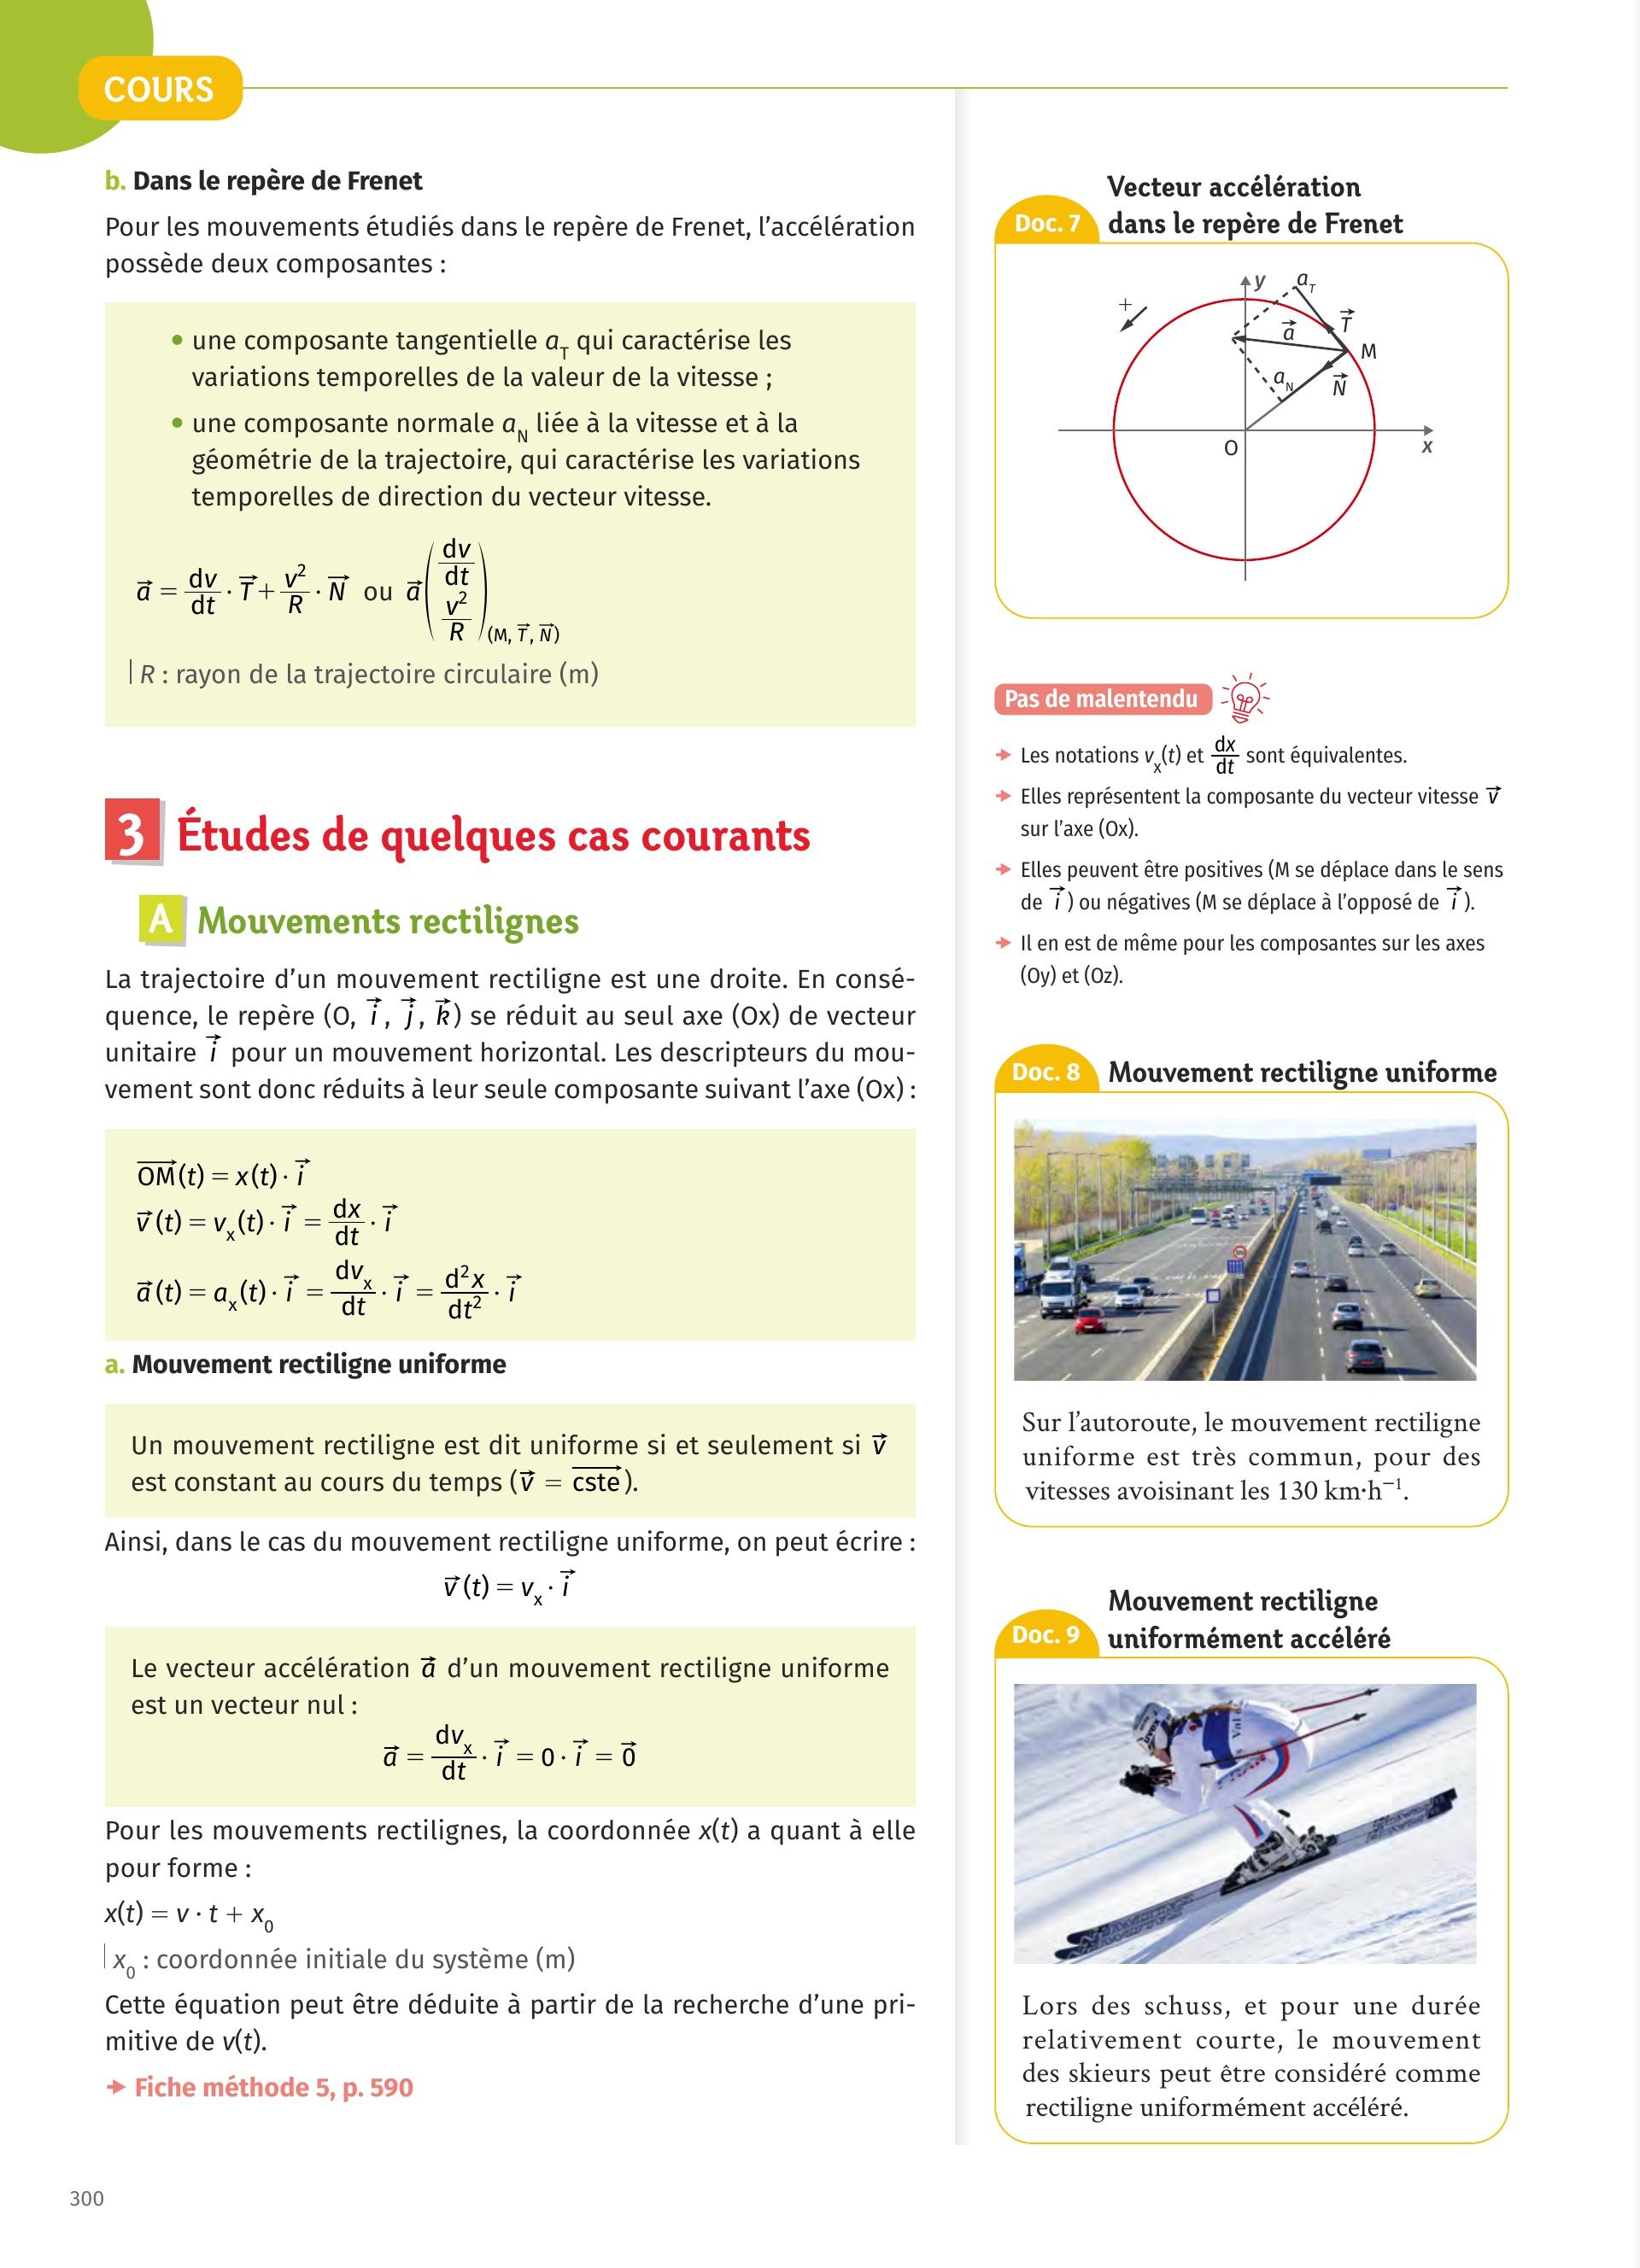 COURS
b. Dans le repère de Frenet
Pour les mouvements étudiés dans le repère de Frenet, l’accélération
possède deux composantes :
• une composante tangentielle a_T qui caractérise les
variations temporelles de la valeur de la vitesse ;
• une composante normale a_N liée à la vitesse et à la
géométrie de la trajectoire, qui caractérise les variations
temporelles de direction du vecteur vitesse.
$\vec{a} = \frac{dv}{dt} \cdot \vec{T} + \frac{v^2}{R} \cdot \vec{N}$ ou $\vec{a} \begin{pmatrix} \frac{dv}{dt} \\ \frac{v^2}{R} \end{pmatrix}_{(M, \vec{T}, \vec{N})}$
R : rayon de la trajectoire circulaire (m)
3 Études de quelques cas courants
A Mouvements rectilignes
La trajectoire d’un mouvement rectiligne est une droite. En consé-
quence, le repère (O, $\vec{i}$, $\vec{j}$, $\vec{k}$) se réduit au seul axe (Ox) de vecteur
unitaire $\vec{i}$ pour un mouvement horizontal. Les descripteurs du mou-
vement sont donc réduits à leur seule composante suivant l’axe (Ox) :
$\overrightarrow{OM}(t) = x(t) \cdot \vec{i}$
$\vec{v}(t) = v_x(t) \cdot \vec{i} = \frac{dx}{dt} \cdot \vec{i}$
$\vec{a}(t) = a_x(t) \cdot \vec{i} = \frac{dv_x}{dt} \cdot \vec{i} = \frac{d^2x}{dt^2} \cdot \vec{i}$
a. Mouvement rectiligne uniforme
Un mouvement rectiligne est dit uniforme si et seulement si $\vec{v}$
est constant au cours du temps ($\vec{v} = \overrightarrow{cste}$).
Ainsi, dans le cas du mouvement rectiligne uniforme, on peut écrire :
$\vec{v}(t) = v_x \cdot \vec{i}$
Le vecteur accélération $\vec{a}$ d’un mouvement rectiligne uniforme
est un vecteur nul :
$\vec{a} = \frac{dv_x}{dt} \cdot \vec{i} = 0 \cdot \vec{i} = \vec{0}$
Pour les mouvements rectilignes, la coordonnée x(t) a quant à elle
pour forme :
$x(t) = v \cdot t + x_0$
$x_0$ : coordonnée initiale du système (m)
Cette équation peut être déduite à partir de la recherche d’une pri-
mitive de v(t).
➜ Fiche méthode 5, p. 590
Doc. 7
Vecteur accélération
dans le repère de Frenet
+
y
a_T
$\vec{T}$
$\vec{a}$
M
a_N
$\vec{N}$
O
x
Pas de malentendu
➜ Les notations $v_x(t)$ et $\frac{dx}{dt}$ sont équivalentes.
➜ Elles représentent la composante du vecteur vitesse $\vec{v}$
sur l’axe (Ox).
➜ Elles peuvent être positives (M se déplace dans le sens
de $\vec{i}$) ou négatives (M se déplace à l’opposé de $\vec{i}$).
➜ Il en est de même pour les composantes sur les axes
(Oy) et (Oz).
Doc. 8 Mouvement rectiligne uniforme
Sur l’autoroute, le mouvement rectiligne
uniforme est très commun, pour des
vitesses avoisinant les 130 km·h⁻¹.
Doc. 9
Mouvement rectiligne
uniformément accéléré
uvex
Val d
Lors des schuss, et pour une durée
relativement courte, le mouvement
des skieurs peut être considéré comme
rectiligne uniformément accéléré.
300